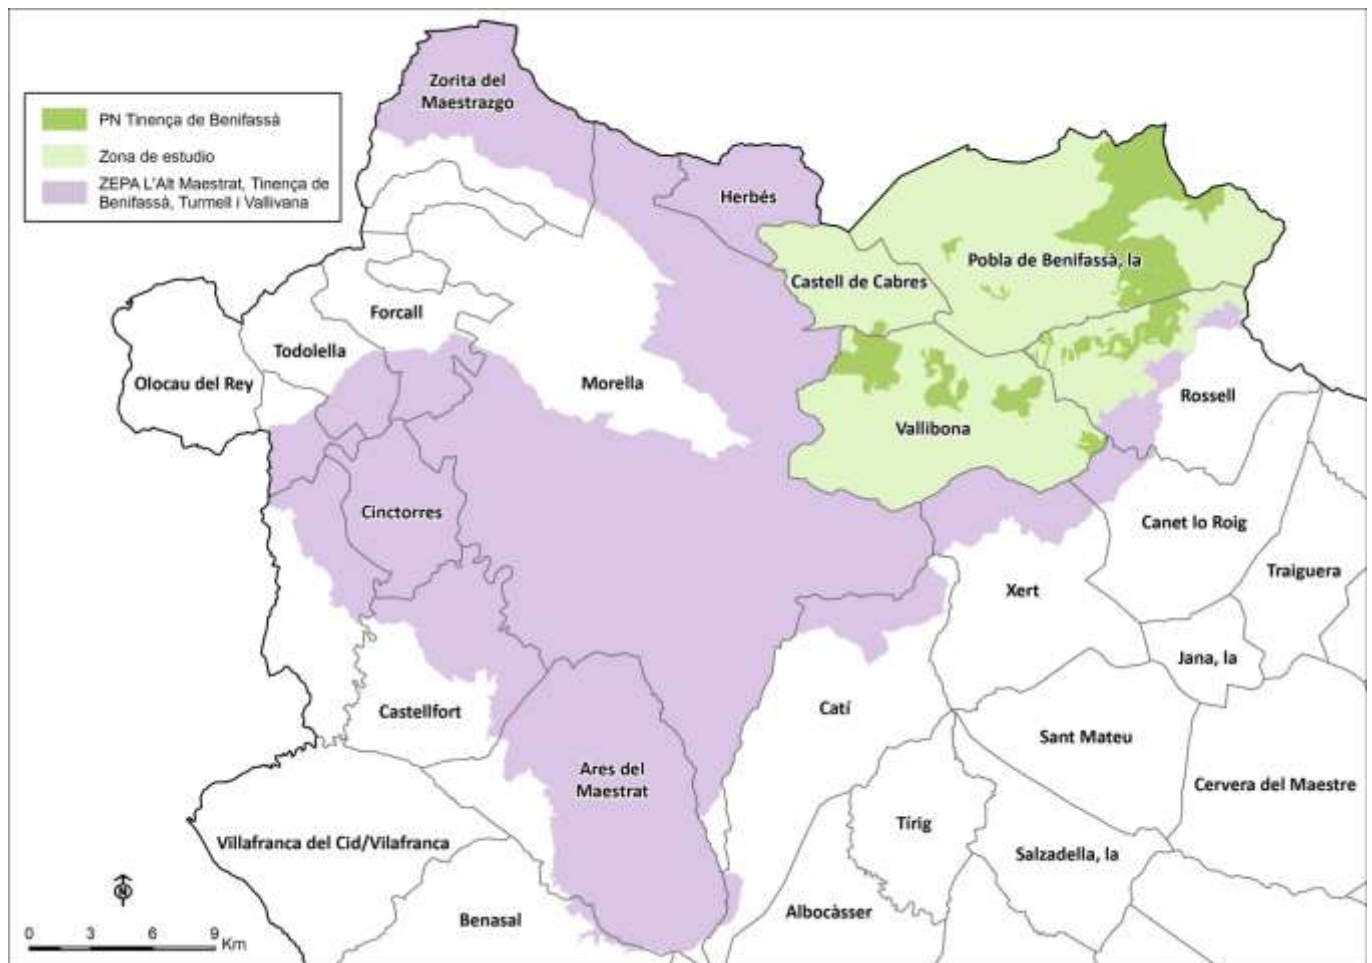 PN Tinença de Benifassà
Zona de estudio
ZEPA L'Alt Maestrat, Tinença de
Benifassà, Turmell i Vallivana
Zorita del
Maestrazgo
Herbés
Pobla de Benifassà, la
Castell de Cabres
Forcall
Todolella
Olocau del Rey
Morella
Rossell
Vallibona
Cinctorres
Canet lo Roig
Traiguera
Xert
Jana, la
Castellfort
Catí
Sant Mateu
Ares del
Maestrat
Cervera del Maestre
Tírig
Villafranca del Cid/Vilafranca
Salzadella, la
Benasal
Albocàsser
N
0 3 6 9
Km